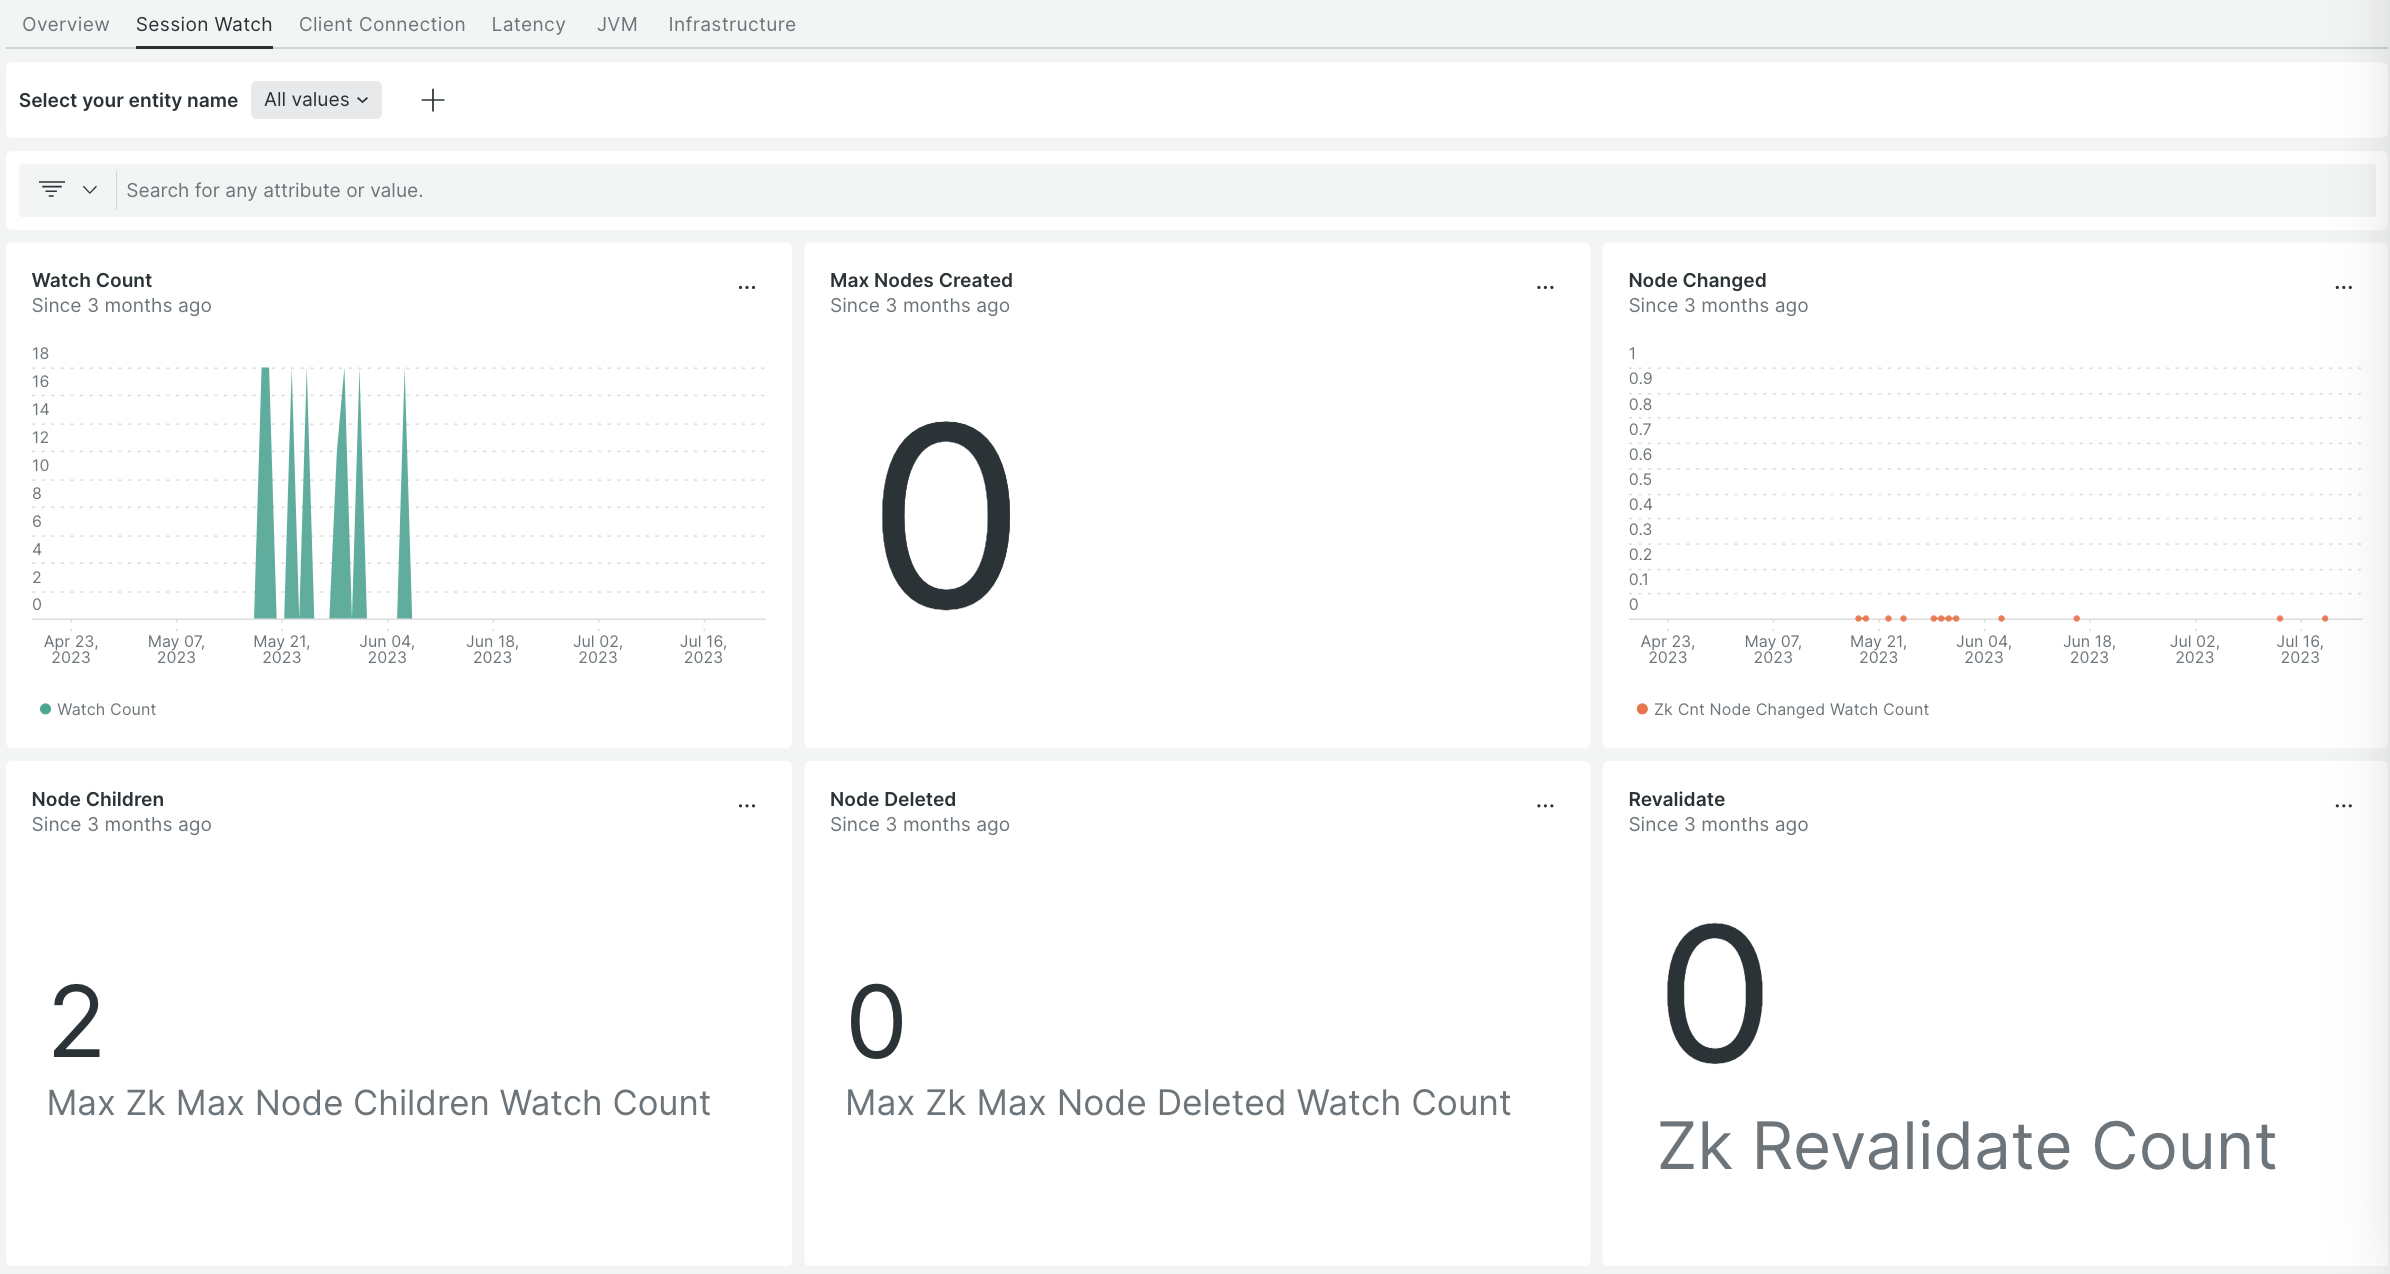 Overview Session Watch Client Connection Latency JVM Infrastructure
Select your entity name All values
Search for any attribute or value.
Watch Count
Since 3 months ago
18
16
14
12
10
8
6
4
2
0
Apr 23, 2023
May 07, 2023
May 21, 2023
Jun 04, 2023
Jun 18, 2023
Jul 02, 2023
Jul 16, 2023
Watch Count
Max Nodes Created
Since 3 months ago
0
Node Changed
Since 3 months ago
1
0.9
0.8
0.7
0.6
0.5
0.4
0.3
0.2
0.1
0
Apr 23, 2023
May 07, 2023
May 21, 2023
Jun 04, 2023
Jun 18, 2023
Jul 02, 2023
Jul 16, 2023
Zk Cnt Node Changed Watch Count
Node Children
Since 3 months ago
2
Max Zk Max Node Children Watch Count
Node Deleted
Since 3 months ago
0
Max Zk Max Node Deleted Watch Count
Revalidate
Since 3 months ago
0
Zk Revalidate Count